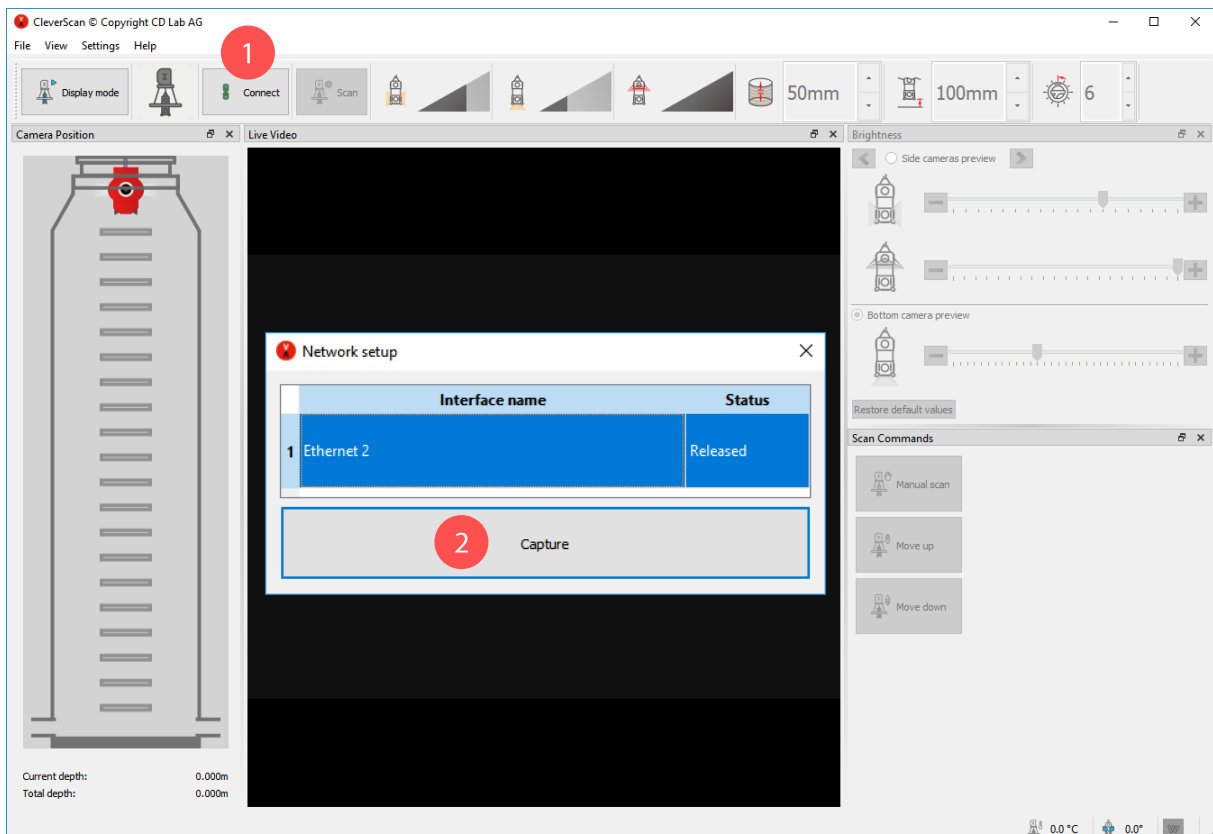 CleverScan © Copyright CD Lab AG
File View Settings Help
1
Display mode
Connect
Scan
50mm
100mm
6
Camera Position
Live Video
Brightness
Side cameras preview
Bottom camera preview
Restore default values
Network setup
Interface name Status
1 Ethernet 2 Released
2 Capture
Scan Commands
Manual scan
Move up
Move down
Current depth: 0.000m
Total depth: 0.000m
0.0 °C 0.0° W